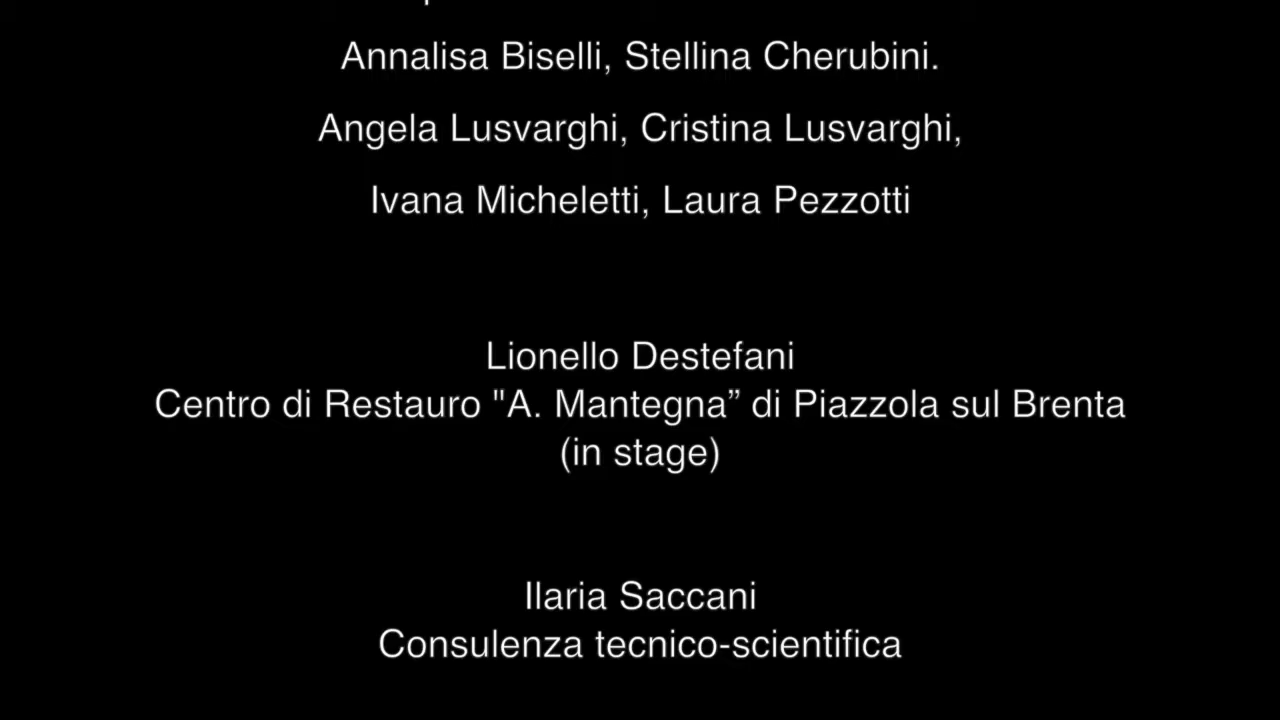 Annalisa Biselli, Stellina Cherubini.
Angela Lusvarghi, Cristina Lusvarghi,
Ivana Micheletti, Laura Pezzotti
Lionello Destefani
Centro di Restauro "A. Mantegna” di Piazzola sul Brenta
(in stage)
Ilaria Saccani
Consulenza tecnico-scientifica